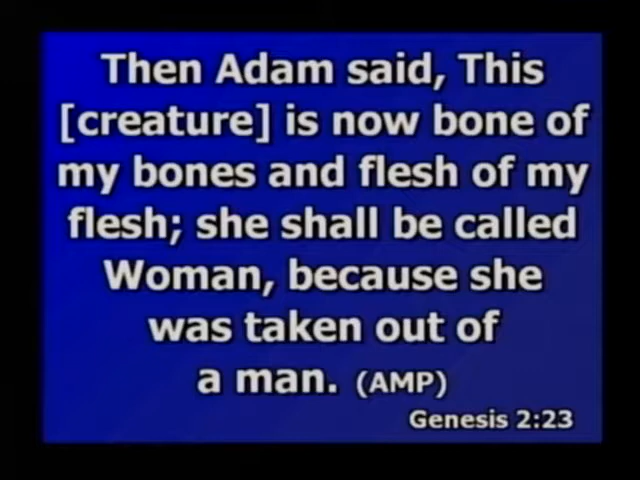 Then Adam said, This
[creature] is now bone of
my bones and flesh of my
flesh; she shall be called
Woman, because she
was taken out of
a man. (AMP)
Genesis 2:23